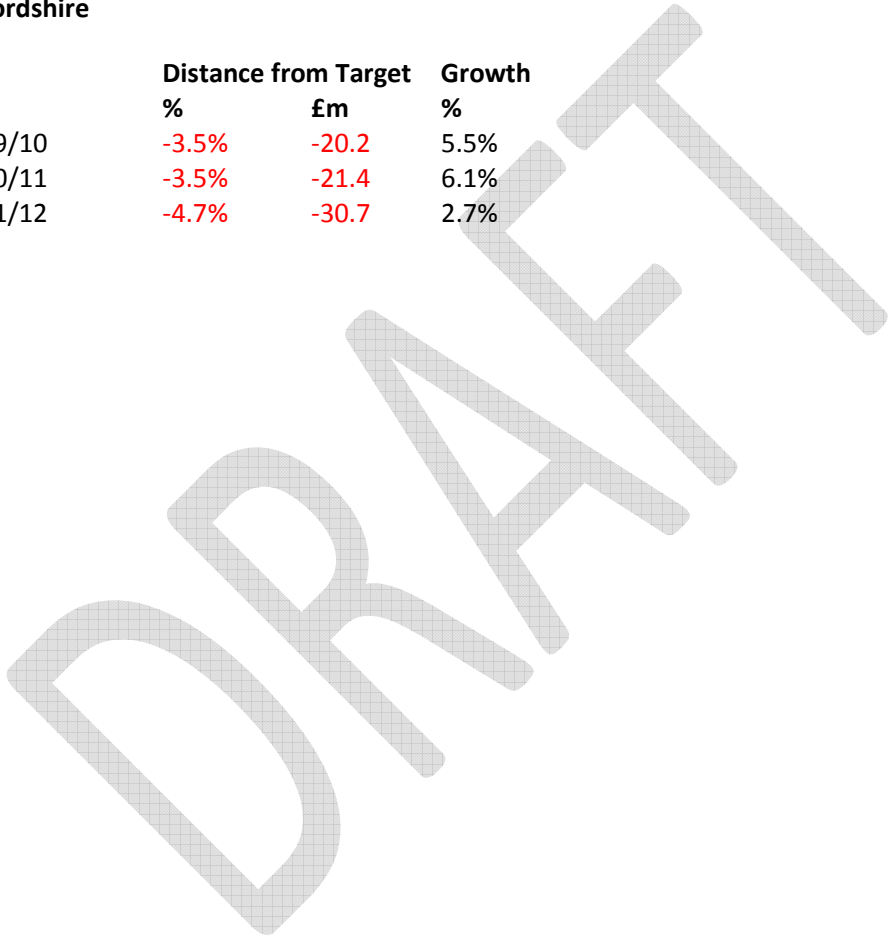 ordshire
Distance from Target Growth
% £m %
9/10 -3.5% -20.2 5.5%
0/11 -3.5% -21.4 6.1%
1/12 -4.7% -30.7 2.7%
DRAFT